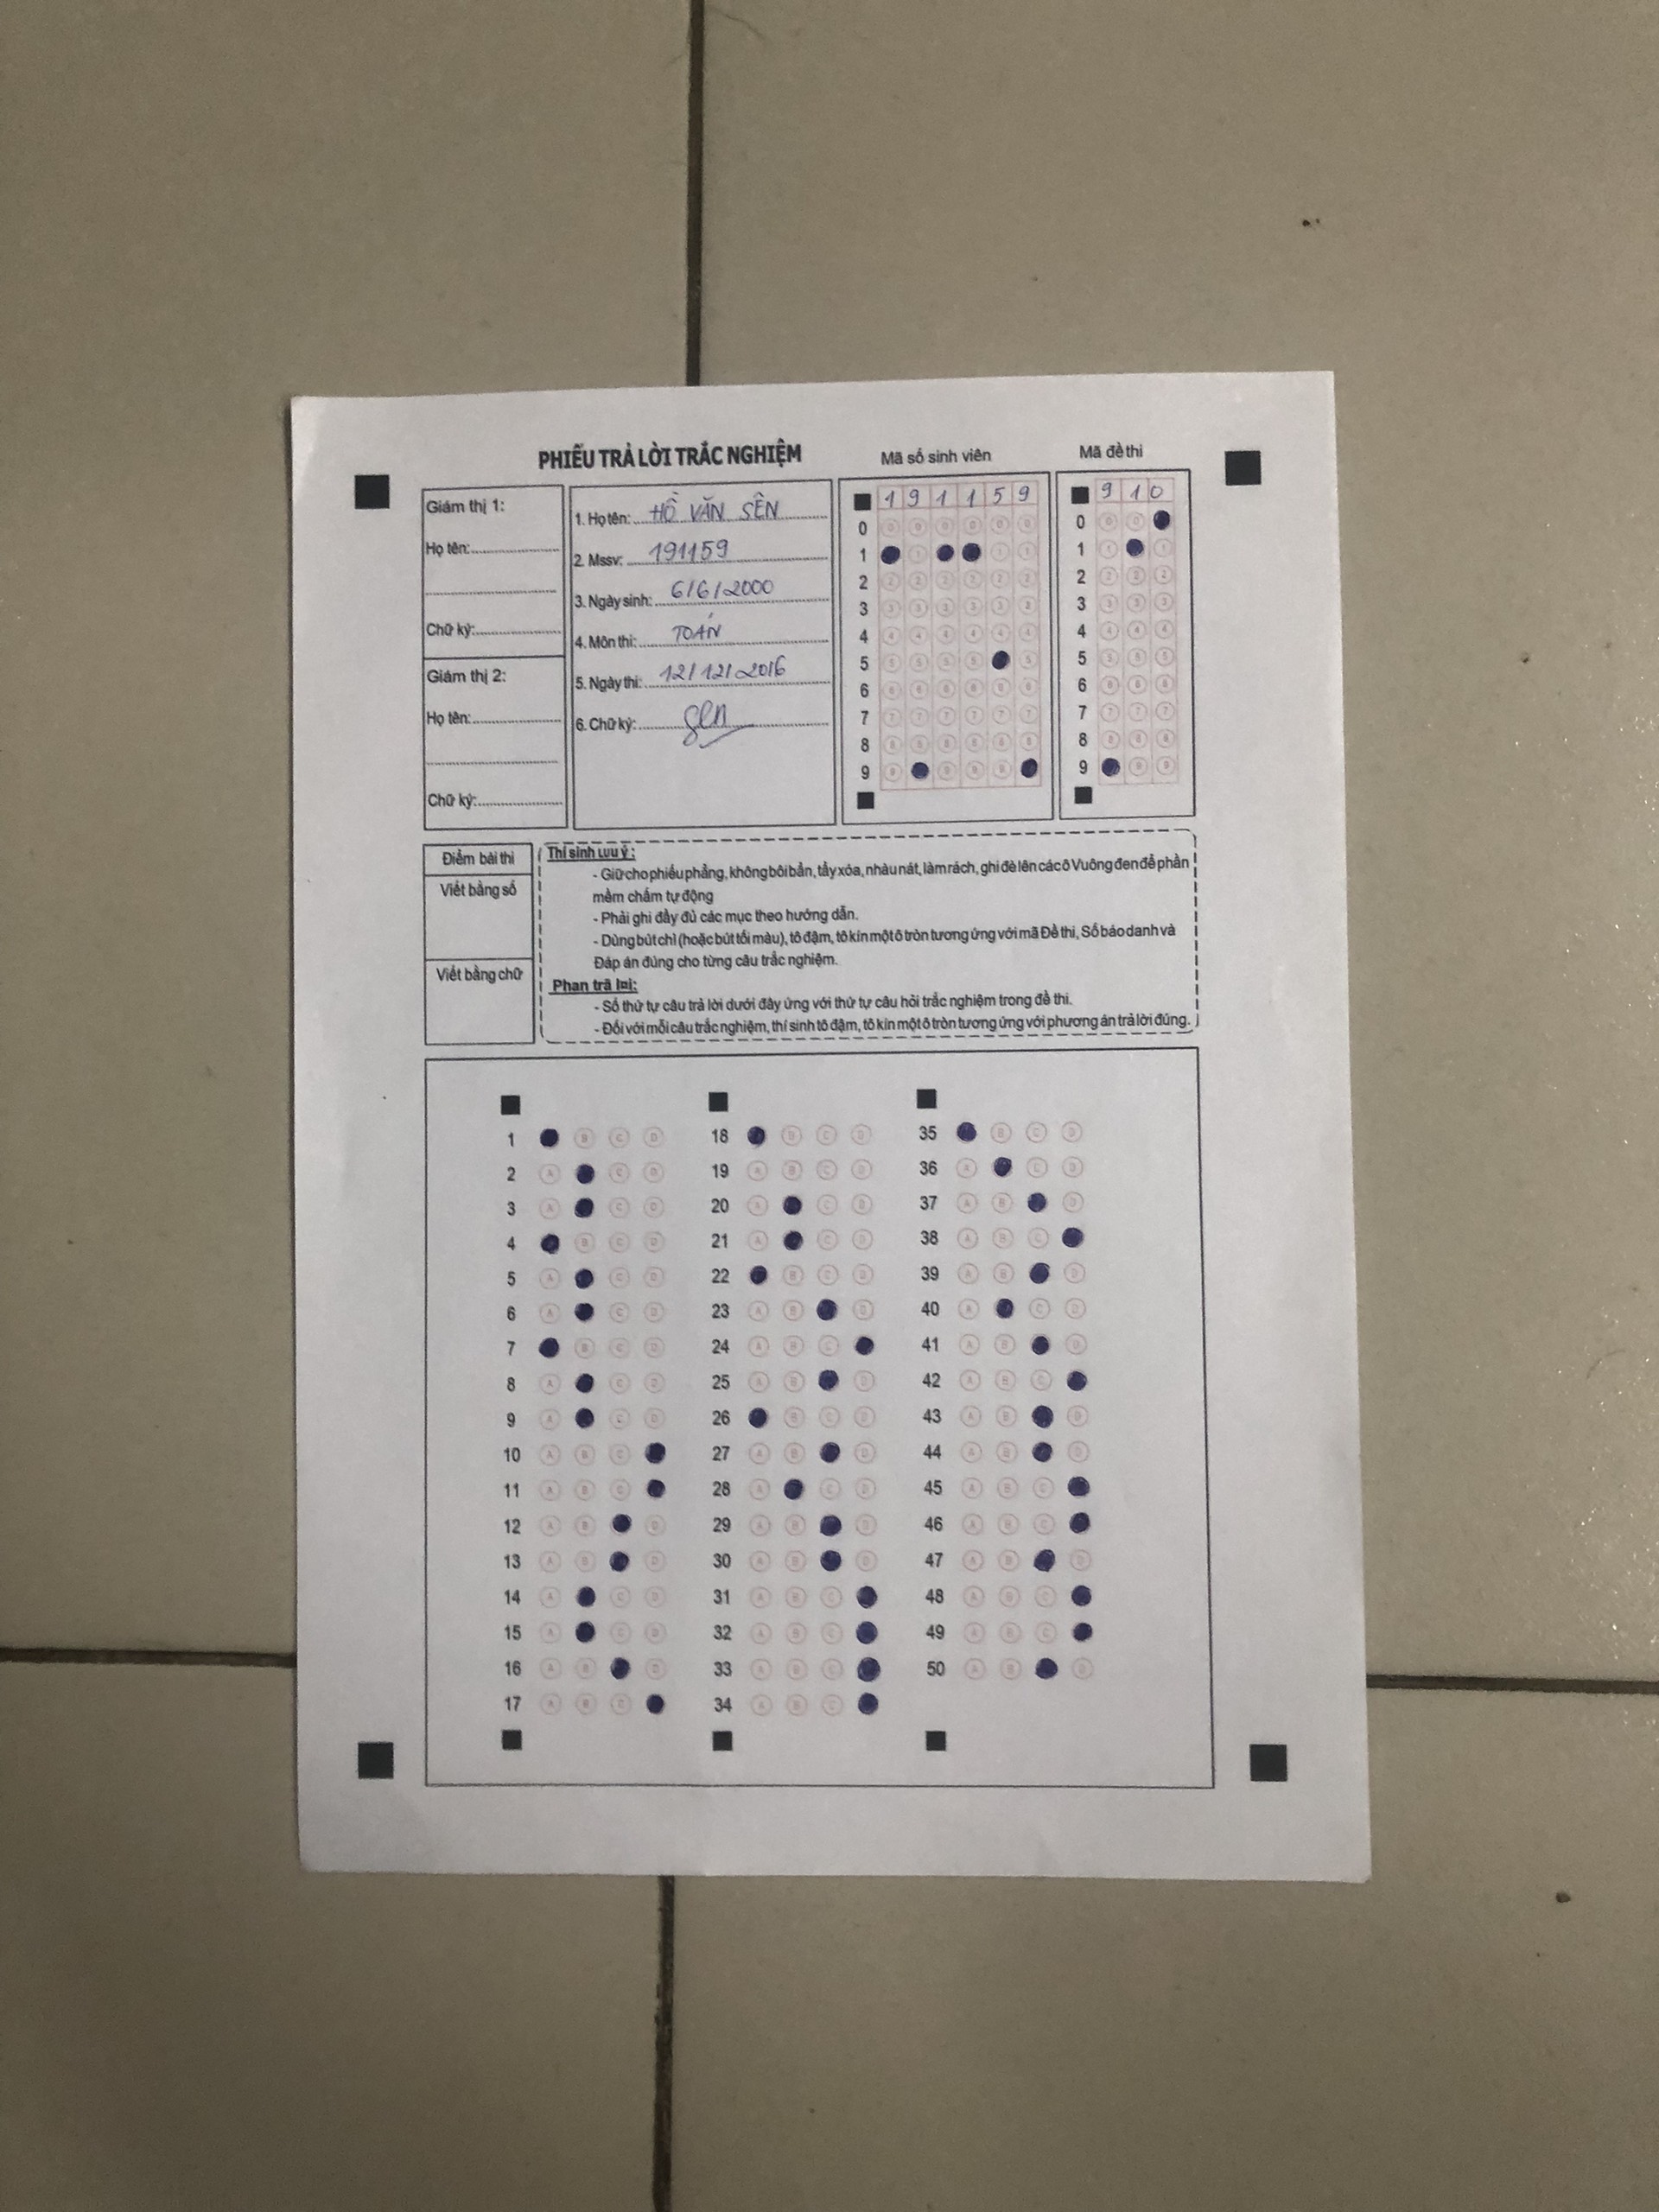 PHIẾU TRẢ LỜI TRẮC NGHIỆM
Mã số sinh viên
Mã đề thi
Giám thị 1:
Họ tên:
Chữ ký:
Giám thị 2:
Họ tên:
Chữ ký:
1. Họ tên: HỒ VĂN SÊN
2. Mssv: 191159
3. Ngày sinh: 6/6/2000
4. Môn thi: TOÁN
5. Ngày thi: 12/12/2016
6. Chữ ký: Sen
1 9 1 1 5 9
0
1
2
3
4
5
6
7
8
9
9 1 0
0
1
2
3
4
5
6
7
8
9
Điểm bài thi
Viết bằng số
Viết bằng chữ
Thí sinh lưu ý:
- Giữ cho phiếu phẳng, không bôi bẩn, tẩy xóa, nhàu nát, làm rách, ghi đè lên các ô Vuông đen để phần
mềm chấm tự động
- Phải ghi đầy đủ các mục theo hướng dẫn.
- Dùng bút chì (hoặc bút tối màu), tô đậm, tô kín một ô tròn tương ứng với mã Đề thi, Số báo danh và
Đáp án đúng cho từng câu trắc nghiệm.
Phan trả lời:
- Số thứ tự câu trả lời dưới đây ứng với thứ tự câu hỏi trắc nghiệm trong đề thi.
- Đối với mỗi câu trắc nghiệm, thí sinh tô đậm, tô kín một ô tròn tương ứng với phương án trả lời đúng.
1 B C D
2 A C D
3 A C D
4 B C D
5 A C D
6 A C D
7 B C D
8 A C D
9 A C D
10 A B C
11 A B C
12 A B D
13 A B D
14 A C D
15 A C D
16 A B D
17 A B C
18 B C D
19 A B C D
20 A C D
21 A C D
22 B C D
23 A B D
24 A B C
25 A B D
26 B C D
27 A B D
28 A C D
29 A B D
30 A B D
31 A B C
32 A B C
33 A B C
34 A B C
35 B C D
36 A C D
37 A B D
38 A B C
39 A B D
40 A C D
41 A B D
42 A B C
43 A B D
44 A B D
45 A B C
46 A B C
47 A B D
48 A B C
49 A B C
50 A B D